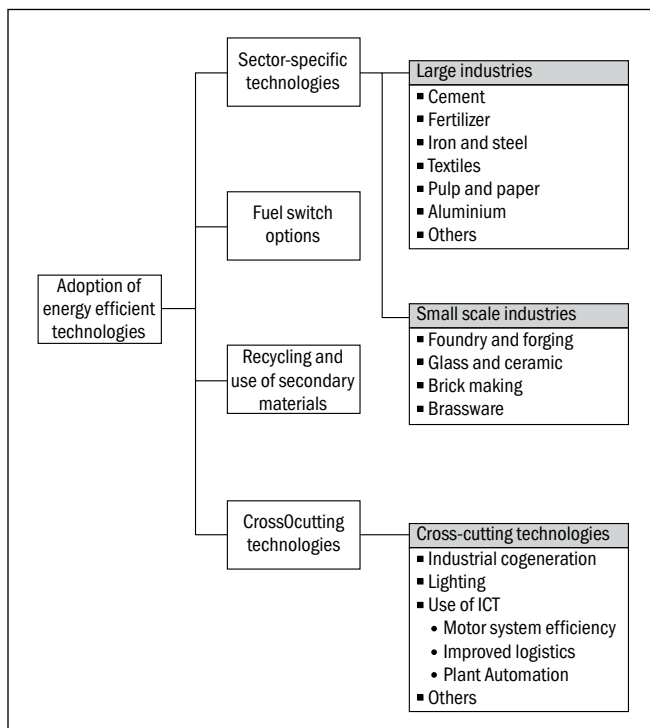 Adoption of
energy efficient
technologies
Sector-specific
technologies
Fuel switch
options
Recycling and
use of secondary
materials
Cross0cutting
technologies
Large industries
▪ Cement
▪ Fertilizer
▪ Iron and steel
▪ Textiles
▪ Pulp and paper
▪ Aluminium
▪ Others
Small scale industries
▪ Foundry and forging
▪ Glass and ceramic
▪ Brick making
▪ Brassware
Cross-cutting technologies
▪ Industrial cogeneration
▪ Lighting
▪ Use of ICT
• Motor system efficiency
• Improved logistics
• Plant Automation
▪ Others